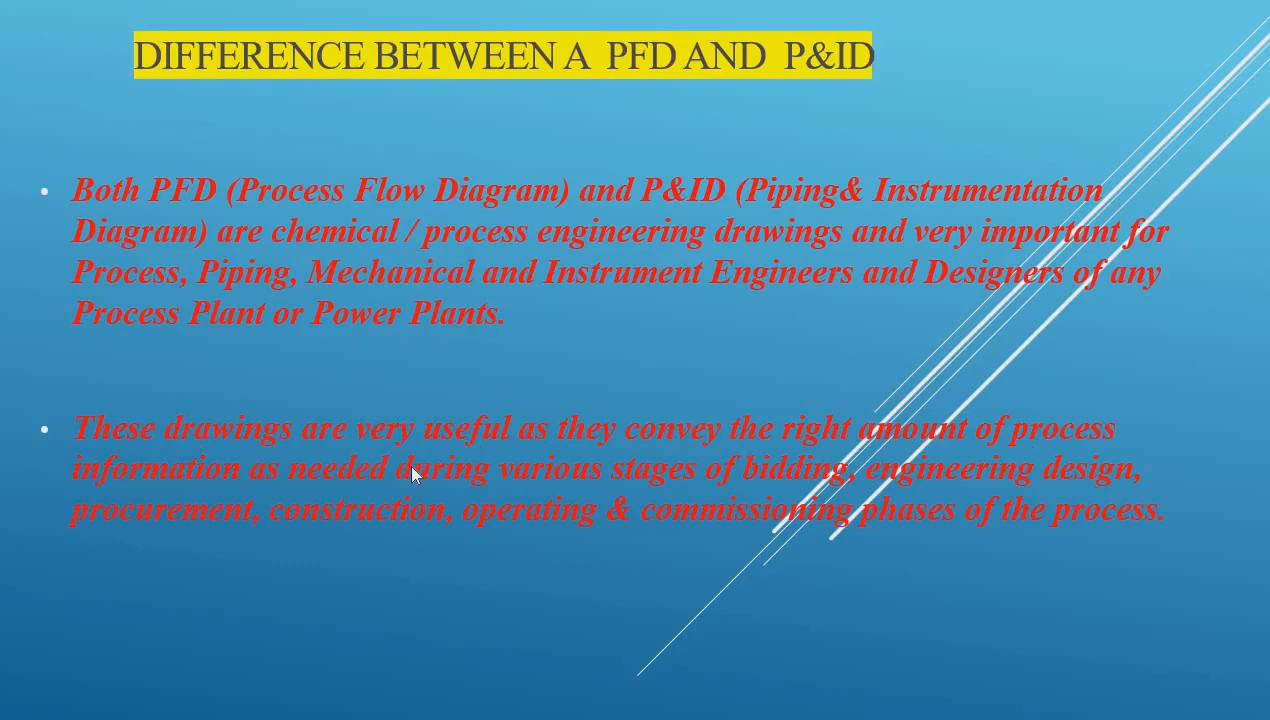 DIFFERENCE BETWEEN A PFD AND P&ID
• Both PFD (Process Flow Diagram) and P&ID (Piping& Instrumentation
Diagram) are chemical / process engineering drawings and very important for
Process, Piping, Mechanical and Instrument Engineers and Designers of any
Process Plant or Power Plants.
• These drawings are very useful as they convey the right amount of process
information as needed during various stages of bidding, engineering design,
procurement, construction, operating & commissioning phases of the process.